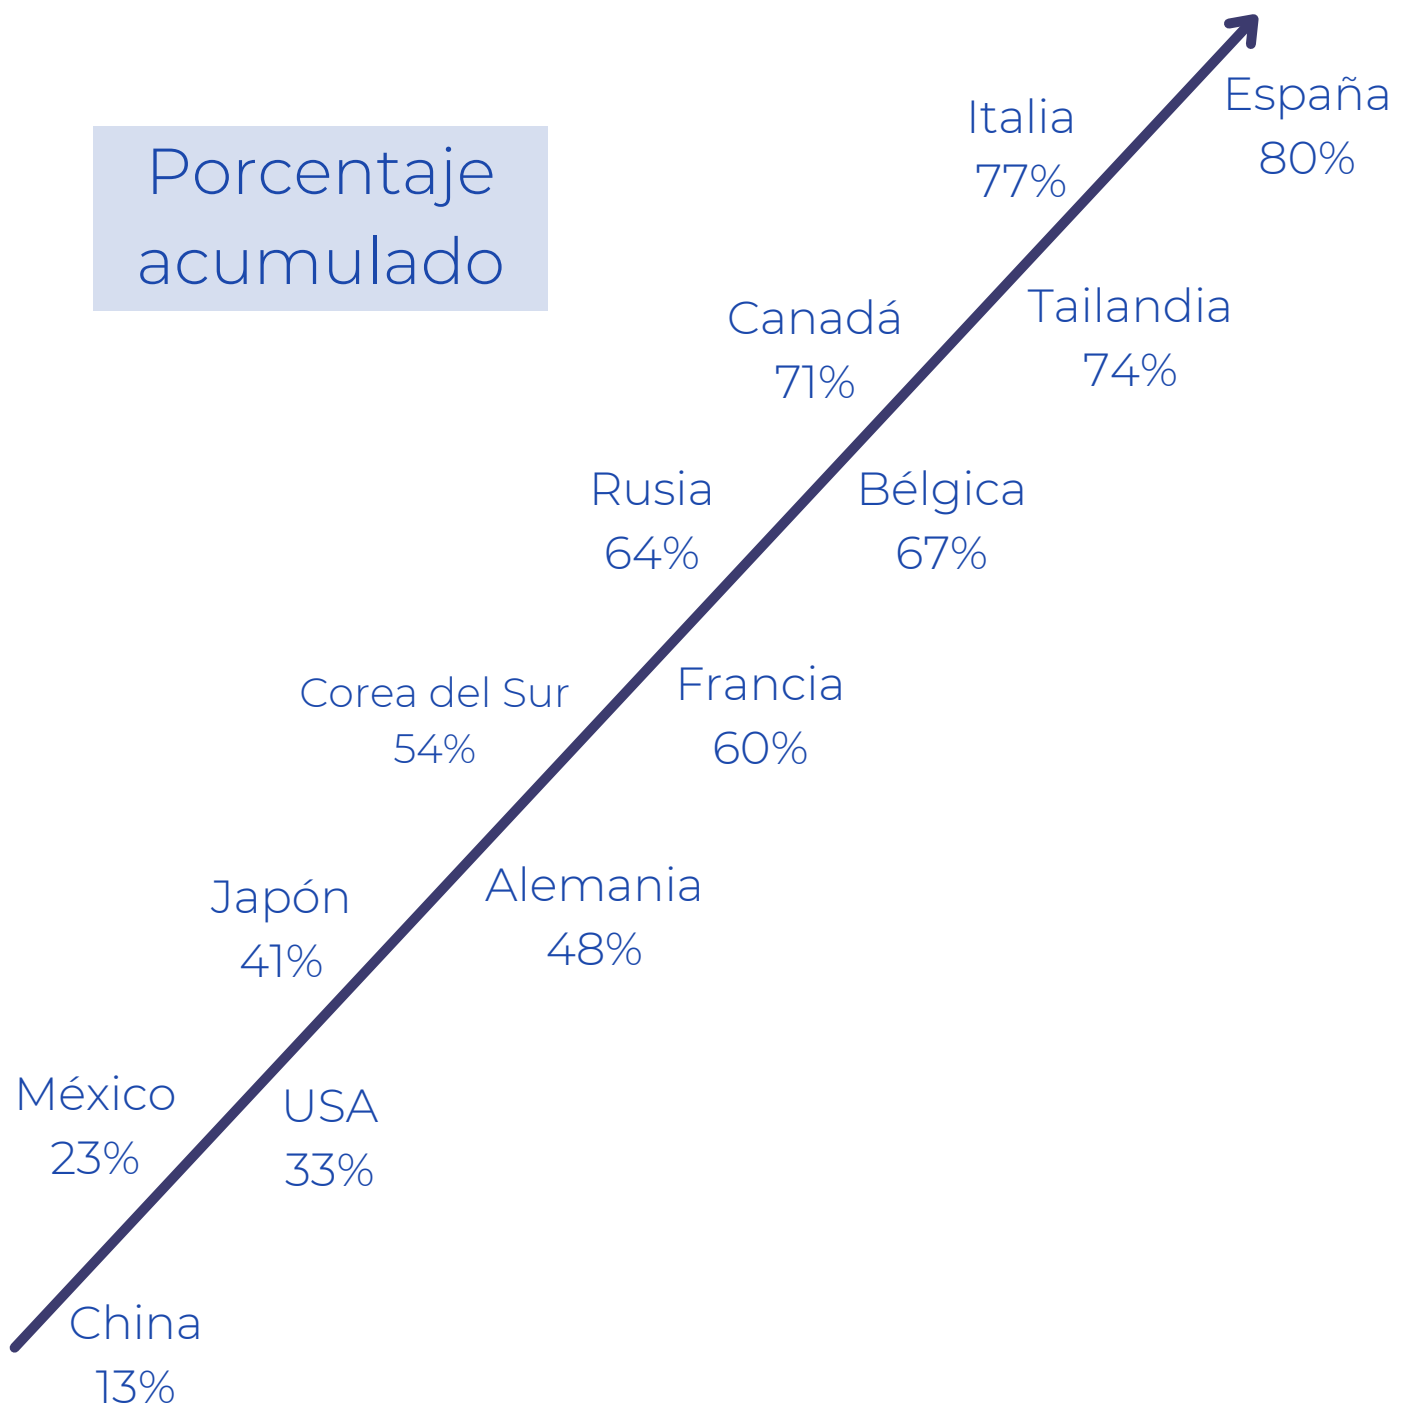 Porcentaje
acumulado
España
80%
Italia
77%
Tailandia
74%
Canadá
71%
Bélgica
67%
Rusia
64%
Francia
60%
Corea del Sur
54%
Alemania
48%
Japón
41%
USA
33%
México
23%
China
13%